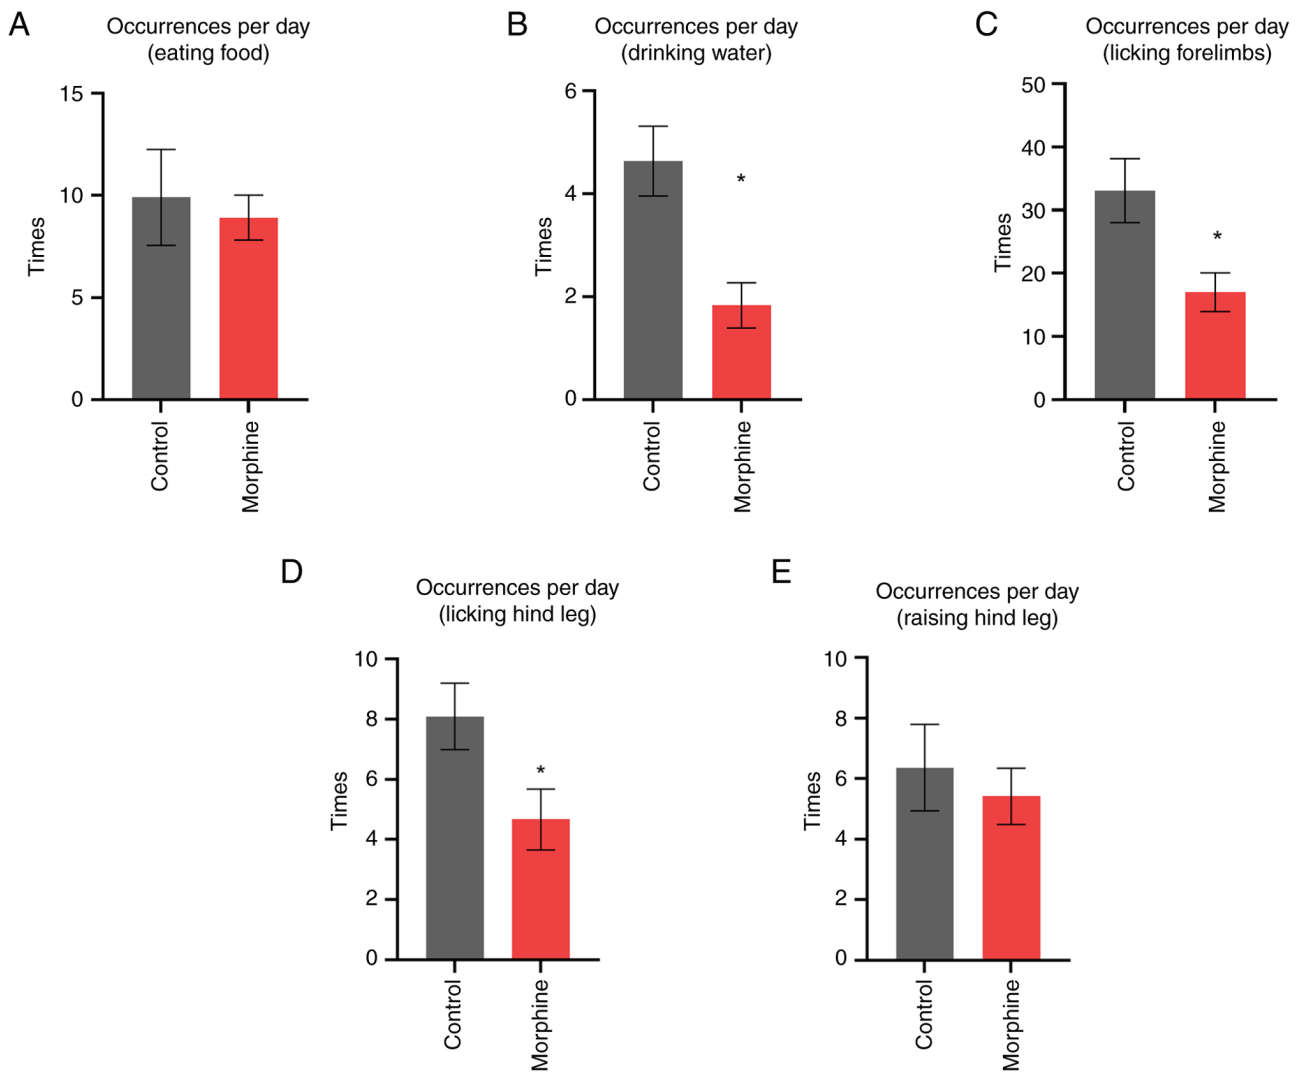 A
Occurrences per day
(eating food)
15
10
5
0
Times
Control
Morphine
B
Occurrences per day
(drinking water)
6
4
2
0
Times
*
Control
Morphine
C
Occurrences per day
(licking forelimbs)
50
40
30
20
10
0
Times
*
Control
Morphine
D
Occurrences per day
(licking hind leg)
10
8
6
4
2
0
Times
*
Control
Morphine
E
Occurrences per day
(raising hind leg)
10
8
6
4
2
0
Times
Control
Morphine